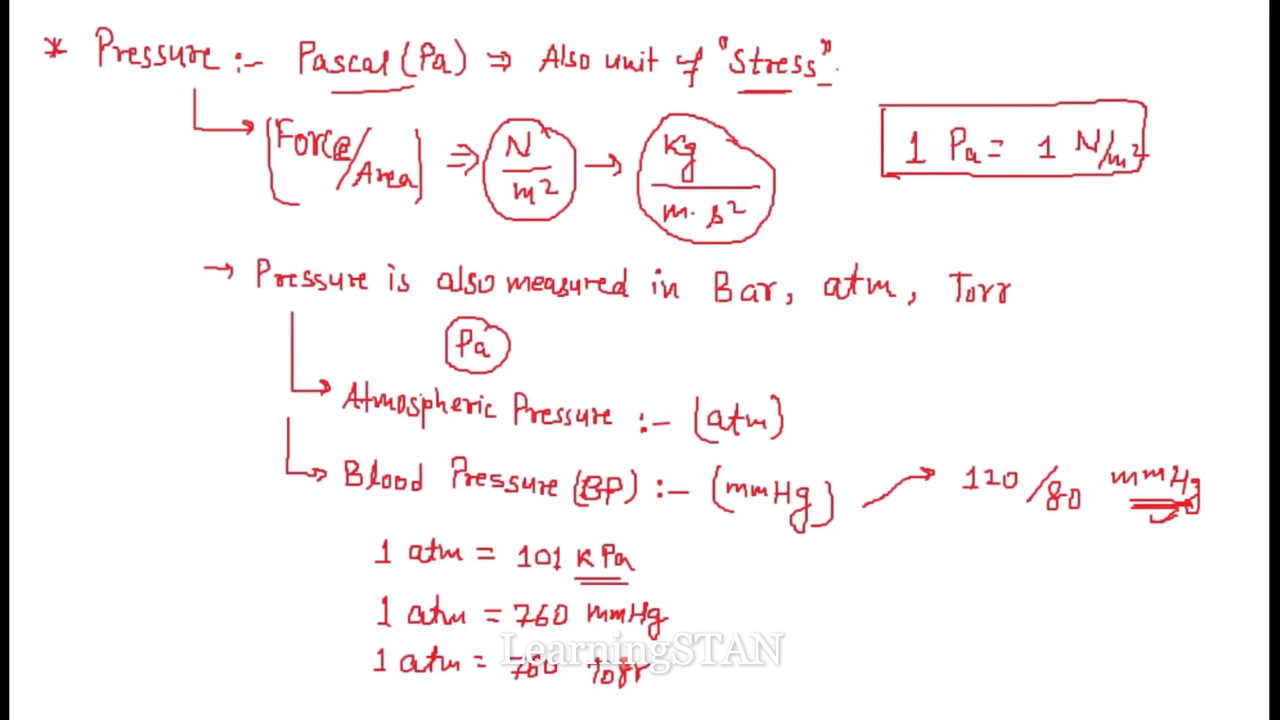 * Pressure :- Pascal (Pa) ⇒ Also unit of "Stress".
[Force/Area] ⇒ N/m² → Kg/m·s²
1 Pa = 1 N/m²
→ Pressure is also measured in Bar, atm, Torr
Pa
Atmospheric Pressure :- (atm)
Blood Pressure (BP) :- (mmHg) → 120/80 mmHg
1 atm = 101 KPa
1 atm = 760 mmHg
1 atm = 760 Torr
LearningSTAN